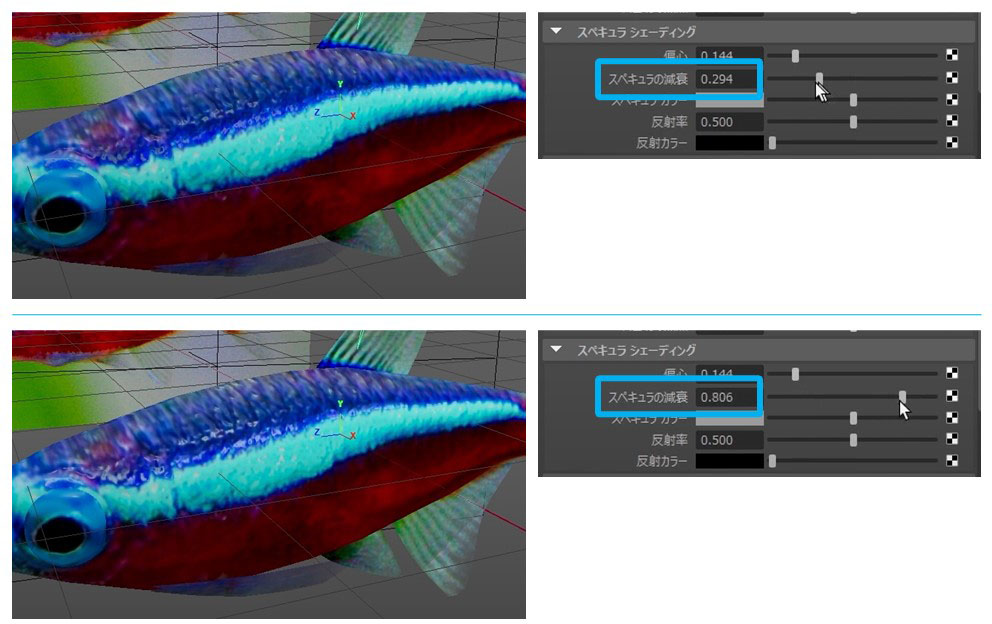 スペキュラ シェーディング
偏心 0.144
スペキュラの減衰 0.294
スペキュラ カラー
反射率 0.500
反射カラー
Y
Z X
スペキュラ シェーディング
偏心 0.144
スペキュラの減衰 0.806
スペキュラ カラー
反射率 0.500
反射カラー
Y
Z X